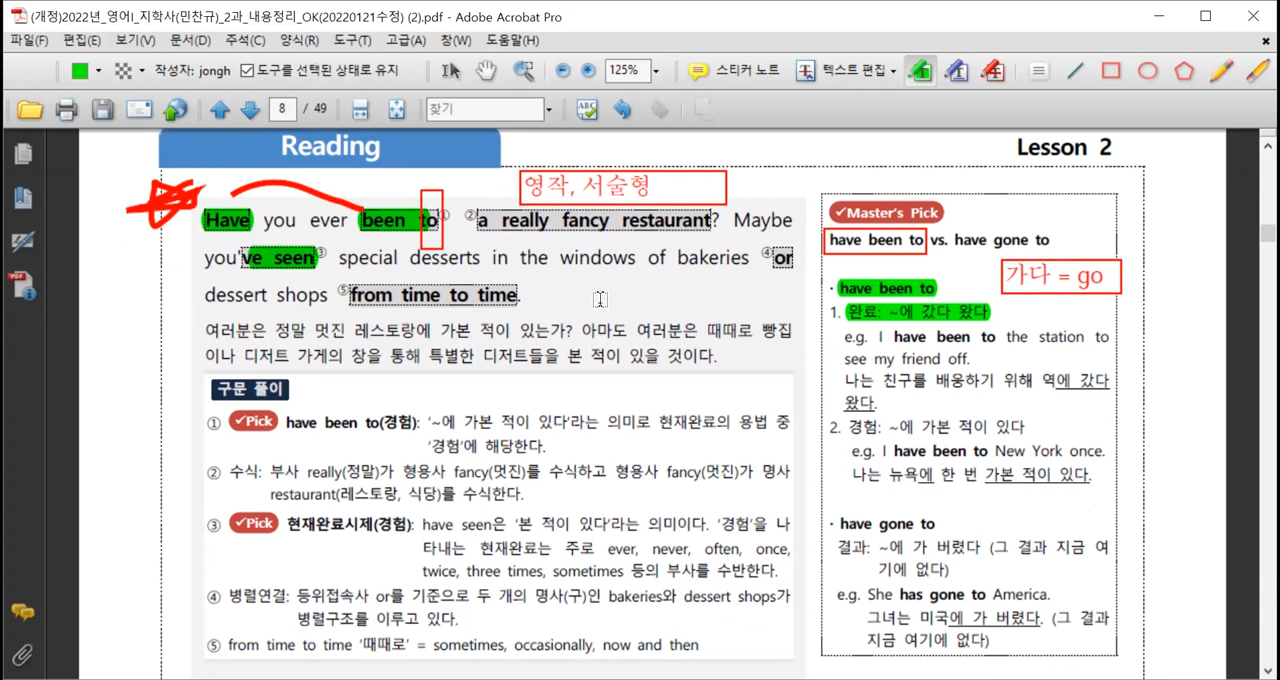 (개정)2022년_영어I_지학사(민찬규)_2과_내용정리_OK(20220121수정) (2).pdf - Adobe Acrobat Pro
파일(F) 편집(E) 보기(V) 문서(D) 주석(C) 양식(R) 도구(T) 고급(A) 창(W) 도움말(H)
작성자: jongh 도구를 선택된 상태로 유지 125% 스티커 노트 텍스트 편집
8 / 49 찾기
Reading
Lesson 2
영작, 서술형
Have you ever been to① ②a really fancy restaurant? Maybe
you've seen③ special desserts in the windows of bakeries ④or
dessert shops ⑤from time to time.
여러분은 정말 멋진 레스토랑에 가본 적이 있는가? 아마도 여러분은 때때로 빵집
이나 디저트 가게의 창을 통해 특별한 디저트들을 본 적이 있을 것이다.
구문 풀이
① ✓Pick have been to(경험): ‘~에 가본 적이 있다’라는 의미로 현재완료의 용법 중
‘경험’에 해당한다.
② 수식: 부사 really(정말)가 형용사 fancy(멋진)를 수식하고 형용사 fancy(멋진)가 명사
restaurant(레스토랑, 식당)를 수식한다.
③ ✓Pick 현재완료시제(경험): have seen은 ‘본 적이 있다’라는 의미이다. ‘경험’을 나
타내는 현재완료는 주로 ever, never, often, once,
twice, three times, sometimes 등의 부사를 수반한다.
④ 병렬연결: 등위접속사 or를 기준으로 두 개의 명사(구)인 bakeries와 dessert shops가
병렬구조를 이루고 있다.
⑤ from time to time ‘때때로’ = sometimes, occasionally, now and then
✓Master's Pick
have been to vs. have gone to
가다 = go
· have been to
1. 완료: ~에 갔다 왔다
e.g. I have been to the station to
see my friend off.
나는 친구를 배웅하기 위해 역에 갔다
왔다.
2. 경험: ~에 가본 적이 있다
e.g. I have been to New York once.
나는 뉴욕에 한 번 가본 적이 있다.
· have gone to
결과: ~에 가 버렸다 (그 결과 지금 여
기에 없다)
e.g. She has gone to America.
그녀는 미국에 가 버렸다. (그 결과
지금 여기에 없다)